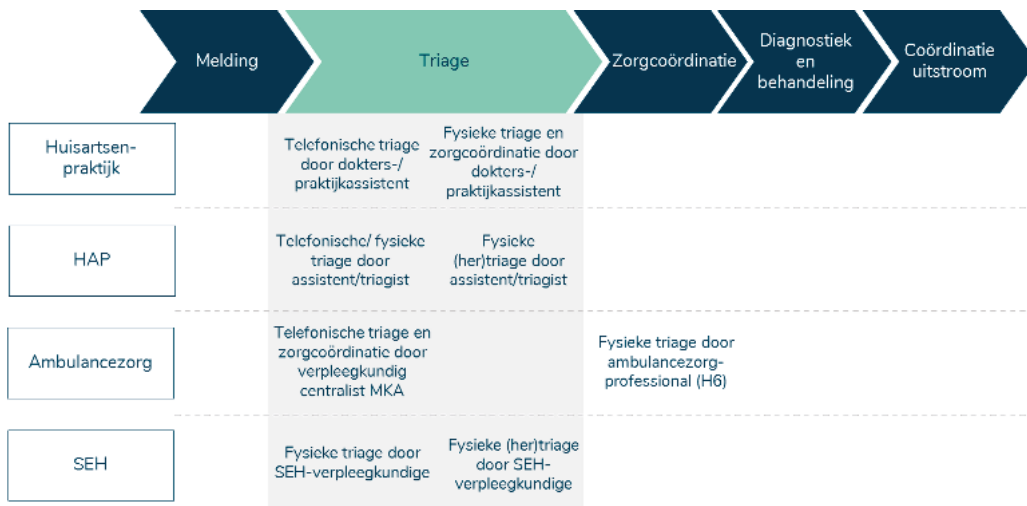 Melding
Triage
Zorgcoördinatie
Diagnostiek
en
behandeling
Coördinatie
uitstroom
Huisartsen-
praktijk
Telefonische triage
door dokters-/
praktijkassistent
Fysieke triage en
zorgcoördinatie door
dokters-/
praktijkassistent
HAP
Telefonische/ fysieke
triage door
assistent/triagist
Fysieke
(her)triage door
assistent/triagist
Ambulancezorg
Telefonische triage en
zorgcoördinatie door
verpleegkundig
centralist MKA
Fysieke triage door
ambulancezorg-
professional (H6)
SEH
Fysieke triage door
SEH-verpleegkundige
Fysieke (her)triage
door SEH-
verpleegkundige